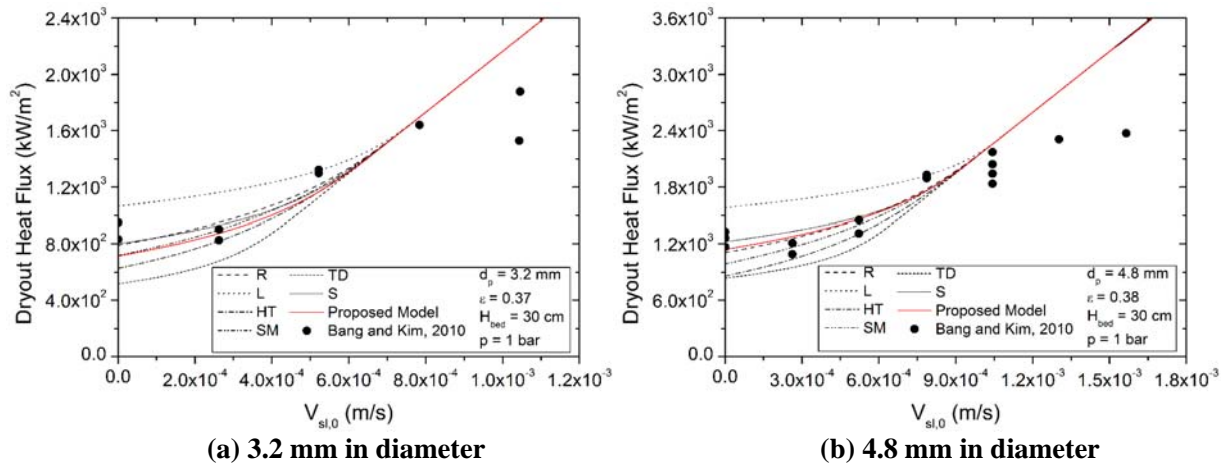 Dryout Heat Flux (kW/m²)
2.4x10³
2.0x10³
1.6x10³
1.2x10³
8.0x10²
4.0x10²
0.0
R
L
HT
SM
TD
S
Proposed Model
Bang and Kim, 2010
d_p = 3.2 mm
ε = 0.37
H_bed = 30 cm
p = 1 bar
0.0 2.0x10⁻⁴ 4.0x10⁻⁴ 6.0x10⁻⁴ 8.0x10⁻⁴ 1.0x10⁻³ 1.2x10⁻³
V_sl,0 (m/s)
(a) 3.2 mm in diameter
Dryout Heat Flux (kW/m²)
3.6x10³
3.0x10³
2.4x10³
1.8x10³
1.2x10³
6.0x10²
0.0
R
L
HT
SM
TD
S
Proposed Model
Bang and Kim, 2010
d_p = 4.8 mm
ε = 0.38
H_bed = 30 cm
p = 1 bar
0.0 3.0x10⁻⁴ 6.0x10⁻⁴ 9.0x10⁻⁴ 1.2x10⁻³ 1.5x10⁻³ 1.8x10⁻³
V_sl,0 (m/s)
(b) 4.8 mm in diameter